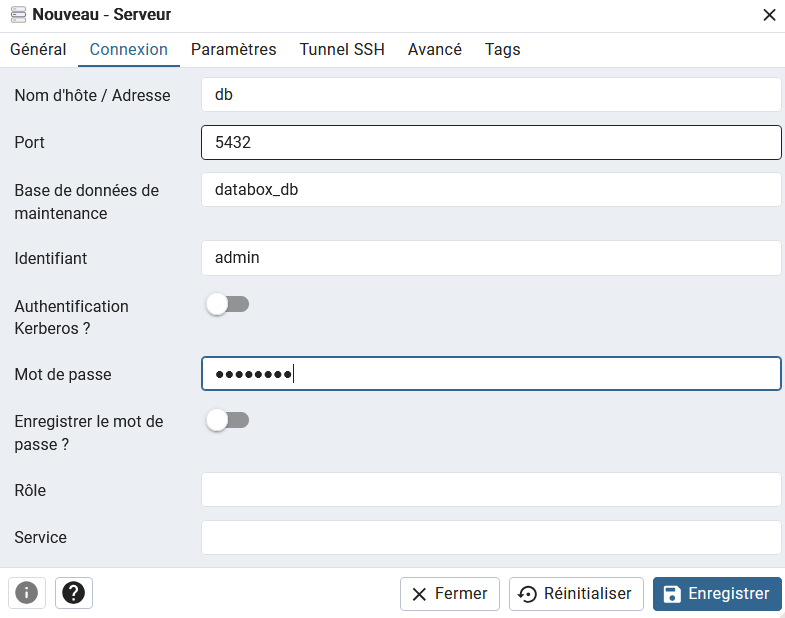 Nouveau - Serveur
Général Connexion Paramètres Tunnel SSH Avancé Tags
Nom d'hôte / Adresse db
Port 5432
Base de données de maintenance databox_db
Identifiant admin
Authentification Kerberos ?
Mot de passe ••••••••
Enregistrer le mot de passe ?
Rôle
Service
Fermer Réinitialiser Enregistrer